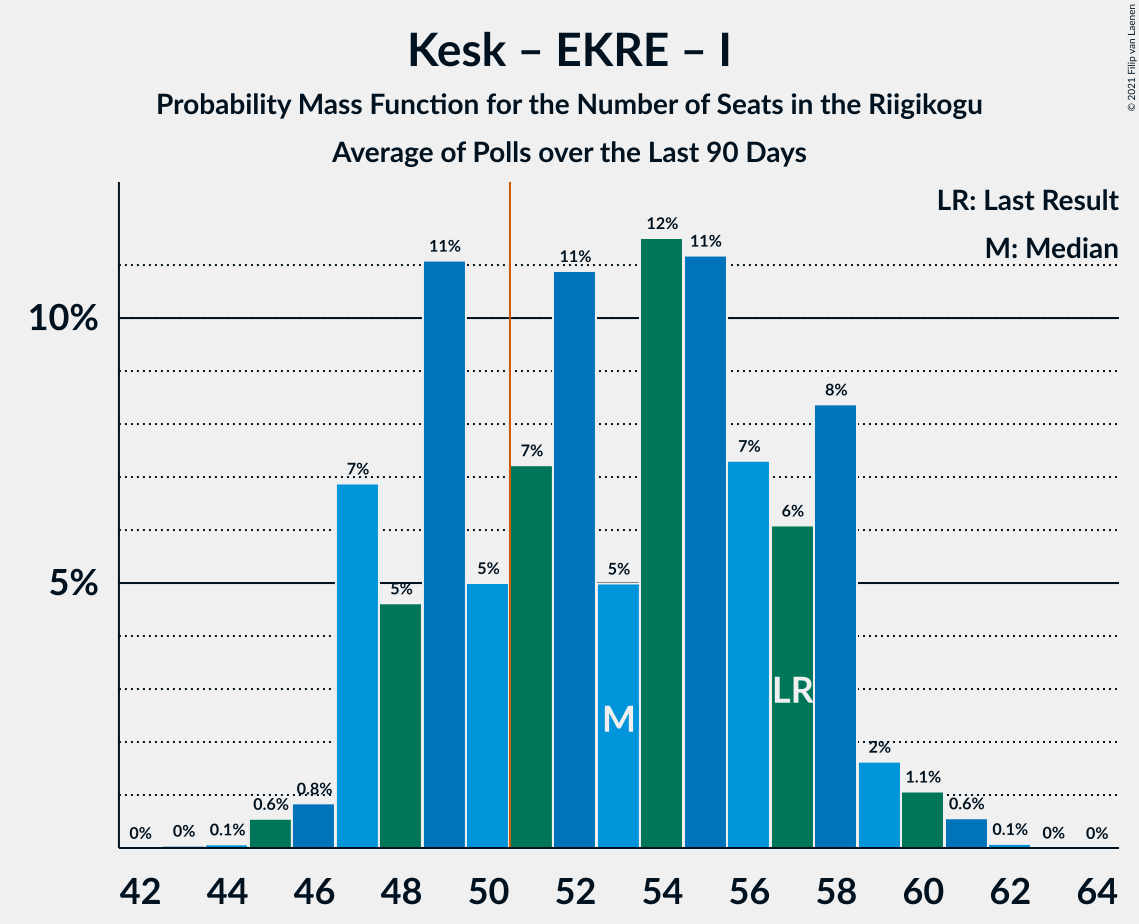 Kesk – EKRE – I
Probability Mass Function for the Number of Seats in the Riigikogu
Average of Polls over the Last 90 Days
© 2021 Filip van Laenen
LR: Last Result
M: Median
10%
5%
0% 0% 0.1% 0.6% 0.8% 7% 5% 11% 5% 7% 11% 5% 12% 11% 7% 6% 8% 2% 1.1% 0.6% 0.1% 0% 0%
M
LR
42 44 46 48 50 52 54 56 58 60 62 64